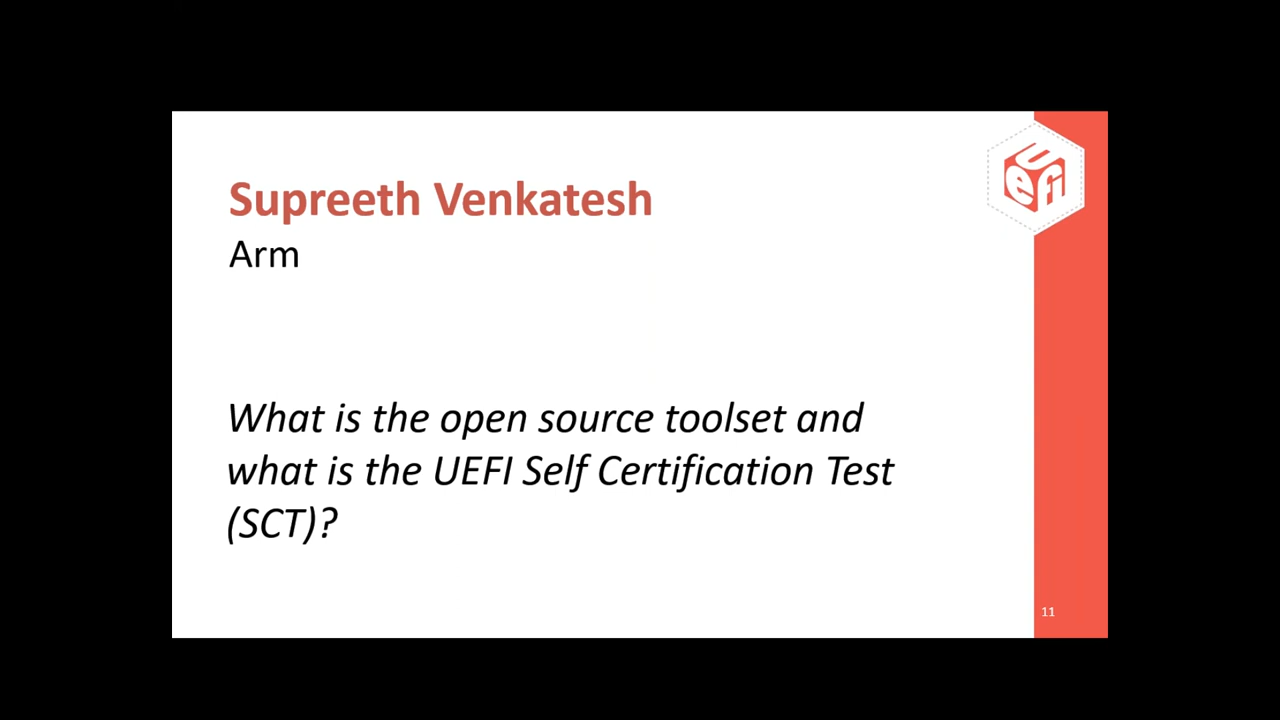 uefi
Supreeth Venkatesh
Arm
What is the open source toolset and
what is the UEFI Self Certification Test
(SCT)?
11